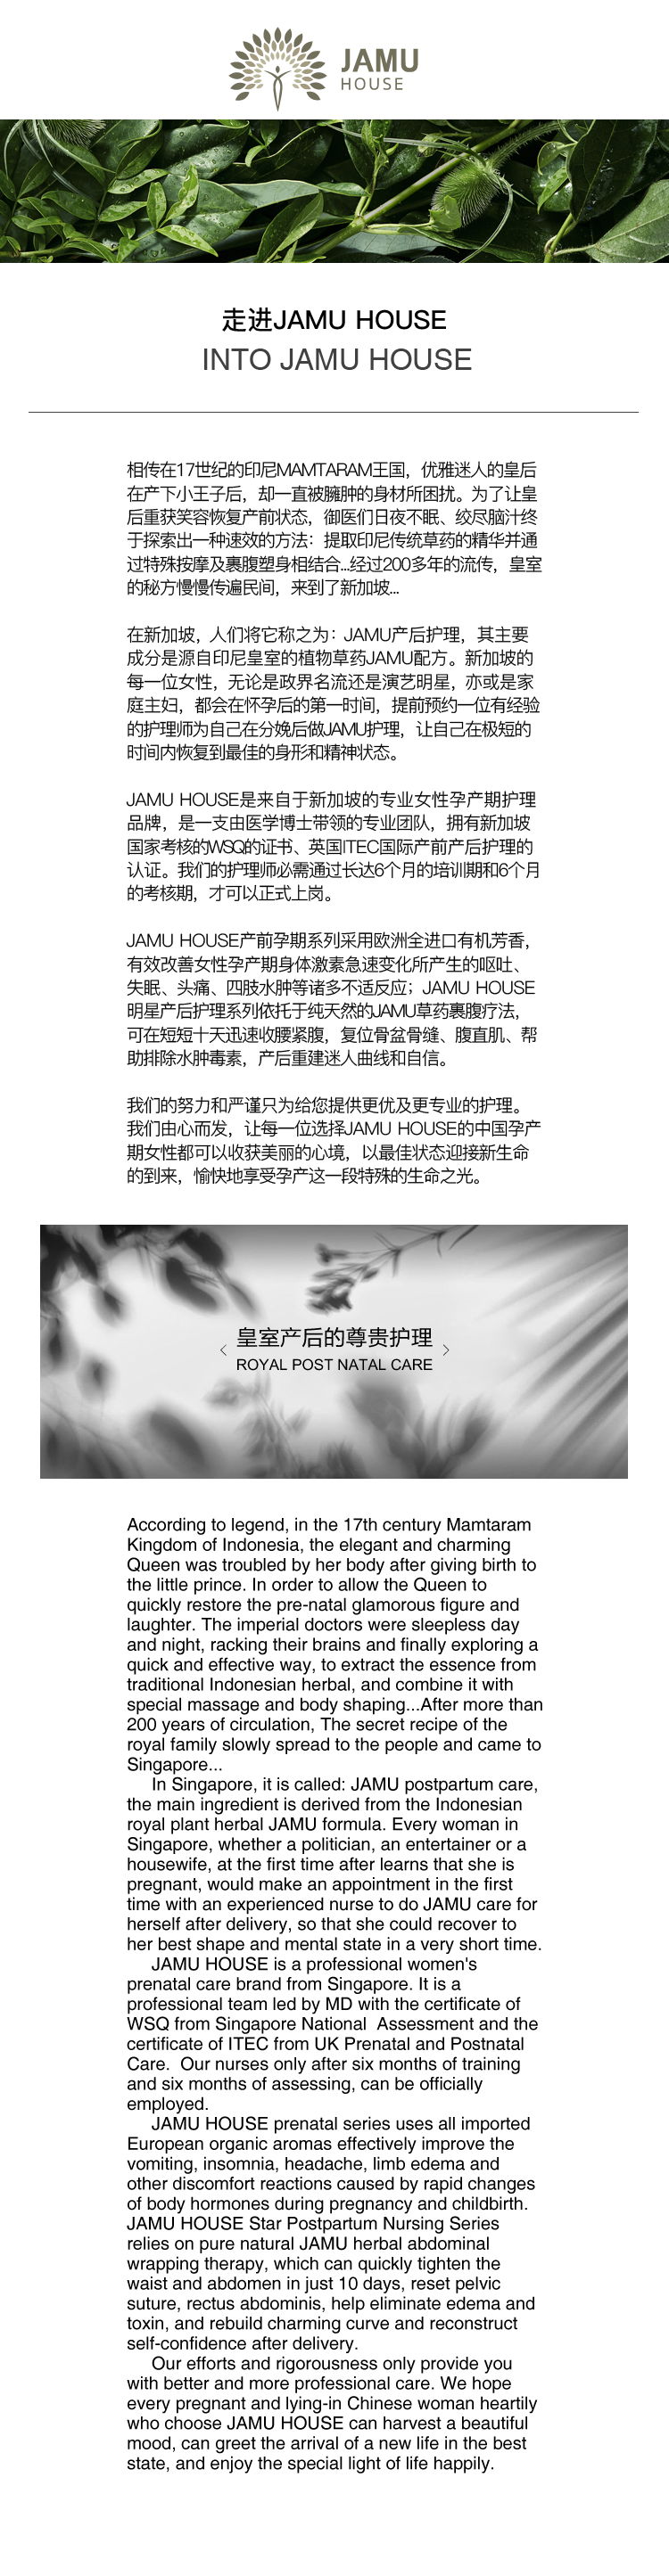 JAMU
HOUSE
走进JAMU HOUSE
INTO JAMU HOUSE
相传在17世纪的印尼MAMTARAM王国，优雅迷人的皇后
在产下小王子后，却一直被臃肿的身材所困扰。为了让皇
后重获笑容恢复产前状态，御医们日夜不眠、绞尽脑汁终
于探索出一种速效的方法：提取印尼传统草药的精华并通
过特殊按摩及裹腹塑身相结合...经过200多年的流传，皇室
的秘方慢慢传遍民间，来到了新加坡...
在新加坡，人们将它称之为：JAMU产后护理，其主要
成分是源自印尼皇室的植物草药JAMU配方。新加坡的
每一位女性，无论是政界名流还是演艺明星，亦或是家
庭主妇，都会在怀孕后的第一时间，提前预约一位有经验
的护理师为自己在分娩后做JAMU护理，让自己在极短的
时间内恢复到最佳的身形和精神状态。
JAMU HOUSE是来自于新加坡的专业女性孕产期护理
品牌，是一支由医学博士带领的专业团队，拥有新加坡
国家考核的WSQ的证书、英国ITEC国际产前产后护理的
认证。我们的护理师必需通过长达6个月的培训期和6个月
的考核期，才可以正式上岗。
JAMU HOUSE产前孕期系列采用欧洲全进口有机芳香，
有效改善女性孕产期身体激素急速变化所产生的呕吐、
失眠、头痛、四肢水肿等诸多不适反应；JAMU HOUSE
明星产后护理系列依托于纯天然的JAMU草药裹腹疗法，
可在短短十天迅速收腰紧腹，复位骨盆骨缝、腹直肌、帮
助排除水肿毒素，产后重建迷人曲线和自信。
我们的努力和严谨只为给您提供更优及更专业的护理。
我们由心而发，让每一位选择JAMU HOUSE的中国孕产
期女性都可以收获美丽的心境，以最佳状态迎接新生命
的到来，愉快地享受孕产这一段特殊的生命之光。
皇室产后的尊贵护理
ROYAL POST NATAL CARE
According to legend, in the 17th century Mamtaram
Kingdom of Indonesia, the elegant and charming
Queen was troubled by her body after giving birth to
the little prince. In order to allow the Queen to
quickly restore the pre-natal glamorous figure and
laughter. The imperial doctors were sleepless day
and night, racking their brains and finally exploring a
quick and effective way, to extract the essence from
traditional Indonesian herbal, and combine it with
special massage and body shaping...After more than
200 years of circulation, The secret recipe of the
royal family slowly spread to the people and came to
Singapore...
In Singapore, it is called: JAMU postpartum care,
the main ingredient is derived from the Indonesian
royal plant herbal JAMU formula. Every woman in
Singapore, whether a politician, an entertainer or a
housewife, at the first time after learns that she is
pregnant, would make an appointment in the first
time with an experienced nurse to do JAMU care for
herself after delivery, so that she could recover to
her best shape and mental state in a very short time.
JAMU HOUSE is a professional women's
prenatal care brand from Singapore. It is a
professional team led by MD with the certificate of
WSQ from Singapore National  Assessment and the
certificate of ITEC from UK Prenatal and Postnatal
Care.  Our nurses only after six months of training
and six months of assessing, can be officially
employed.
JAMU HOUSE prenatal series uses all imported
European organic aromas effectively improve the
vomiting, insomnia, headache, limb edema and
other discomfort reactions caused by rapid changes
of body hormones during pregnancy and childbirth.
JAMU HOUSE Star Postpartum Nursing Series
relies on pure natural JAMU herbal abdominal
wrapping therapy, which can quickly tighten the
waist and abdomen in just 10 days, reset pelvic
suture, rectus abdominis, help eliminate edema and
toxin, and rebuild charming curve and reconstruct
self-confidence after delivery.
Our efforts and rigorousness only provide you
with better and more professional care. We hope
every pregnant and lying-in Chinese woman heartily
who choose JAMU HOUSE can harvest a beautiful
mood, can greet the arrival of a new life in the best
state, and enjoy the special light of life happily.